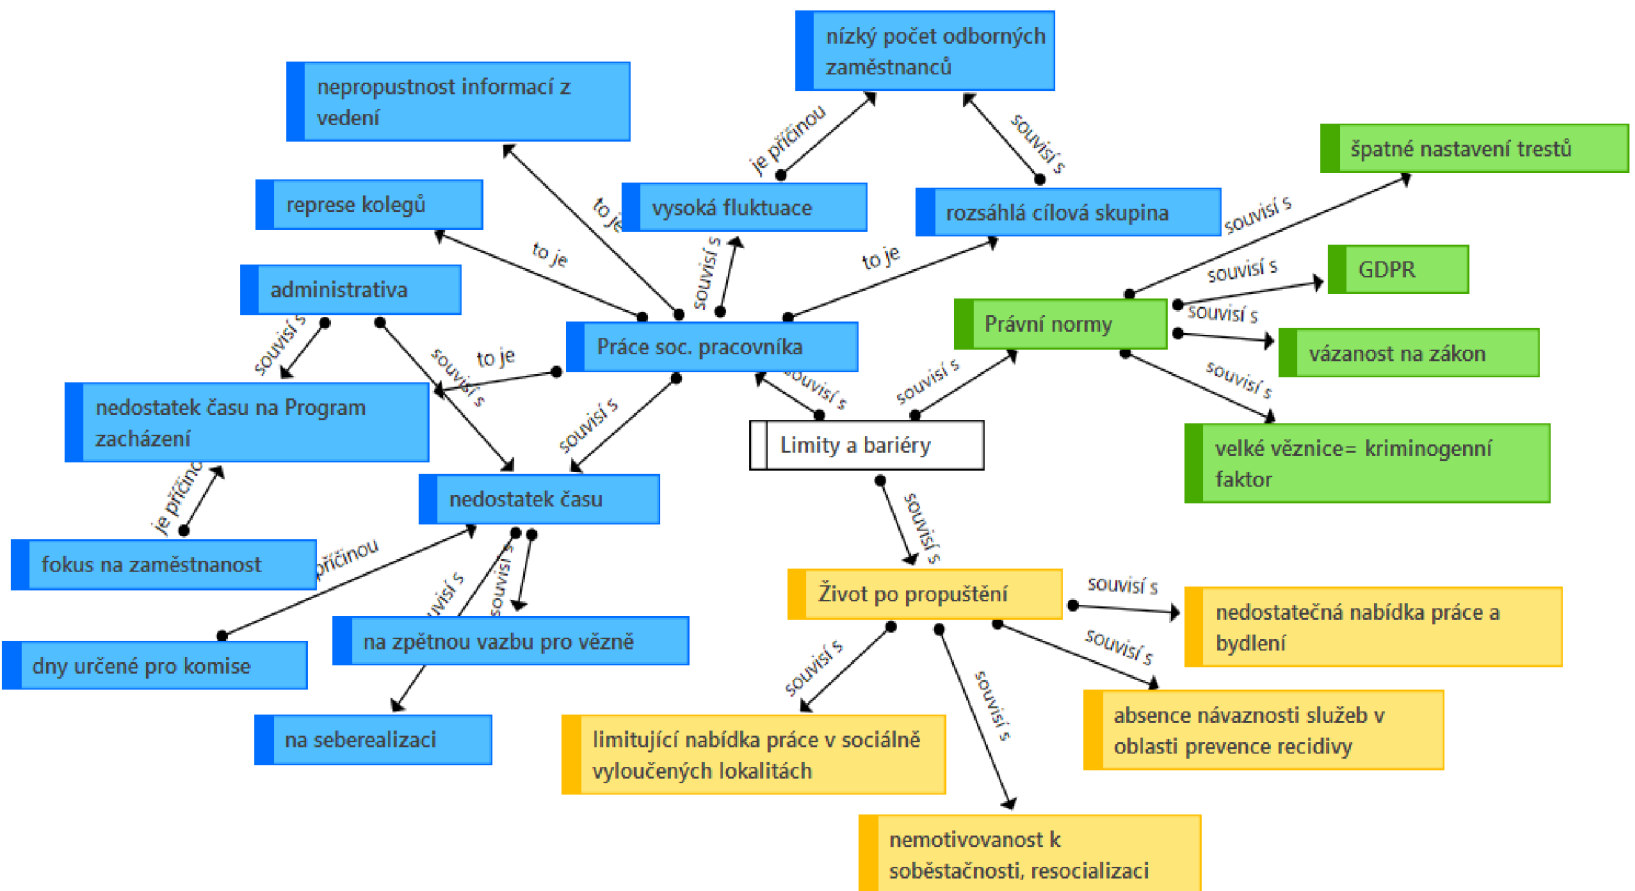 nízký počet odborných
zaměstnanců
nepropustnost informací z
vedení
je příčinou
souvisí s
špatné nastavení trestů
represe kolegů
to je
vysoká fluktuace
rozsáhlá cílová skupina
souvisí s
to je
souvisí s
to je
souvisí s
GDPR
administrativa
souvisí s
Právní normy
souvisí s
vázanost na zákon
Práce soc. pracovníka
souvisí s
souvisí s
to je
souvisí s
souvisí s
souvisí s
nedostatek času na Program
zacházení
souvisí s
Limity a bariéry
velké věznice= kriminogenní
faktor
je příčinou
nedostatek času
souvisí s
fokus na zaměstnanost
příčinou
souvisí s
Život po propuštění
souvisí s
nedostatečná nabídka práce a
bydlení
na zpětnou vazbu pro vězně
dny určené pro komise
souvisí s
souvisí s
souvisí s
absence návaznosti služeb v
oblasti prevence recidivy
na seberealizaci
limitující nabídka práce v sociálně
vyloučených lokalitách
nemotivovanost k
soběstačnosti, resocializaci